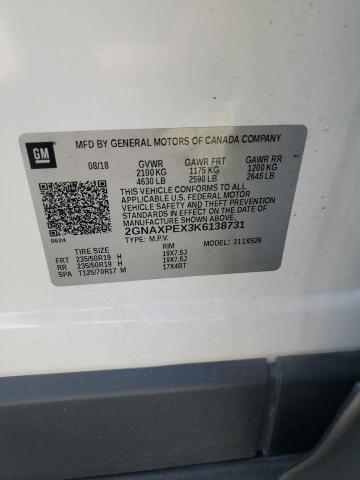 GM
MFD BY GENERAL MOTORS OF CANADA COMPANY
08/18 GVWR GAWR FRT GAWR RR
2100 KG 1175 KG 1200 KG
4630 LB 2590 LB 2645 LB
THIS VEHICLE CONFORMS TO ALL
APPLICABLE U.S. FEDERAL MOTOR
VEHICLE SAFETY AND THEFT PREVENTION
STANDARDS IN EFFECT ON THE DATE OF
MANUFACTURE SHOWN ABOVE.
2GNAXPEX3K6138731
0624 TYPE: M.P.V. MODEL: 211XS26
TIRE SIZE RIM
FRT 235/50R19 H 19X7.5J
RR 235/50R19 H 19X7.5J
SPA T125/70R17 M 17X4BT